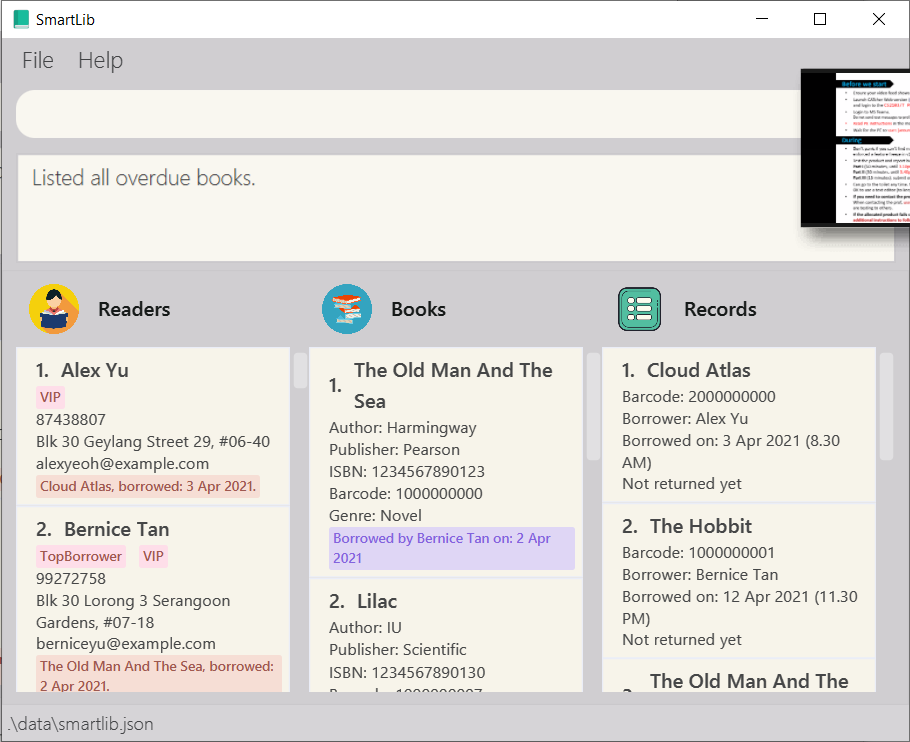 SmartLib
File Help
Before we start
During
Listed all overdue books.
Readers
Books
Records
1. Alex Yu
VIP
87438807
Blk 30 Geylang Street 29, #06-40
alexyeoh@example.com
Cloud Atlas, borrowed: 3 Apr 2021.
2. Bernice Tan
TopBorrower VIP
99272758
Blk 30 Lorong 3 Serangoon
Gardens, #07-18
berniceyu@example.com
The Old Man And The Sea, borrowed:
2 Apr 2021.
1. The Old Man And The
Sea
Author: Harmingway
Publisher: Pearson
ISBN: 1234567890123
Barcode: 1000000000
Genre: Novel
Borrowed by Bernice Tan on: 2 Apr
2021
2. Lilac
Author: IU
Publisher: Scientific
ISBN: 1234567890130
1. Cloud Atlas
Barcode: 2000000000
Borrower: Alex Yu
Borrowed on: 3 Apr 2021 (8.30
AM)
Not returned yet
2. The Hobbit
Barcode: 1000000001
Borrower: Bernice Tan
Borrowed on: 12 Apr 2021 (11.30
PM)
Not returned yet
The Old Man And The
.\data\smartlib.json